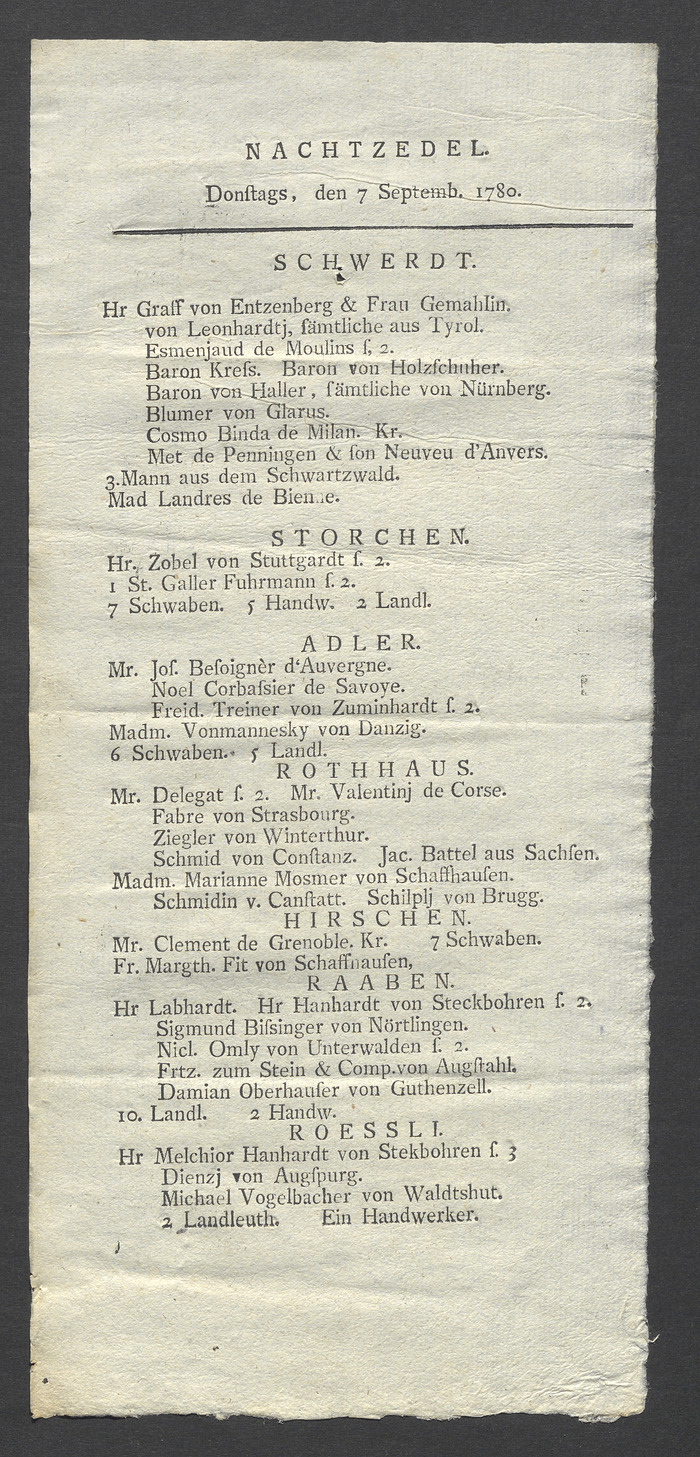 NACHTZEDEL.
Donſtags, den 7 Septemb. 1780.
SCHWERDT.
Hr Graff von Entzenberg & Frau Gemahlin.
von Leonhardtj, ſämtliche aus Tyrol.
Esmenjaud de Moulins ſ, 2.
Baron Kreſs. Baron von Holzſchuher.
Baron von Haller, ſämtliche von Nürnberg.
Blumer von Glarus.
Cosmo Binda de Milan. Kr.
Met de Penningen & ſon Neuveu d'Anvers.
3.Mann aus dem Schwartzwald.
Mad Landres de Bienne.
STORCHEN.
Hr. Zobel von Stuttgardt ſ. 2.
1 St. Galler Fuhrmann ſ. 2.
7 Schwaben. 5 Handw. 2 Landl.
ADLER.
Mr. Joſ. Beſoignèr d'Auvergne.
Noel Corbaſsier de Savoye.
Freid. Treiner von Zuminhardt ſ. 2.
Madm. Vonmannesky von Danzig.
6 Schwaben. 5 Landl.
ROTHHAUS.
Mr. Delegat ſ. 2. Mr. Valentinj de Corse.
Fabre von Strasbourg.
Ziegler von Winterthur.
Schmid von Conſtanz. Jac. Battel aus Sachſen.
Madm. Marianne Mosmer von Schaffhauſen.
Schmidin v. Canſtatt. Schilplj von Brugg.
HIRSCHEN.
Mr. Clement de Grenoble. Kr. 7 Schwaben.
Fr. Margth. Fit von Schaffhauſen,
RAABEN.
Hr Labhardt. Hr Hanhardt von Steckbohren ſ. 2.
Sigmund Biſsinger von Nörtlingen.
Nicl. Omly von Unterwalden ſ. 2.
Frtz. zum Stein & Comp.von Augſtahl.
Damian Oberhauſer von Guthenzell.
10. Landl. 2 Handw.
ROESSLI.
Hr Melchior Hanhardt von Stekbohren ſ. 3
Dienzj von Augſpurg.
Michael Vogelbacher von Waldtshut.
2 Landleuth. Ein Handwerker.